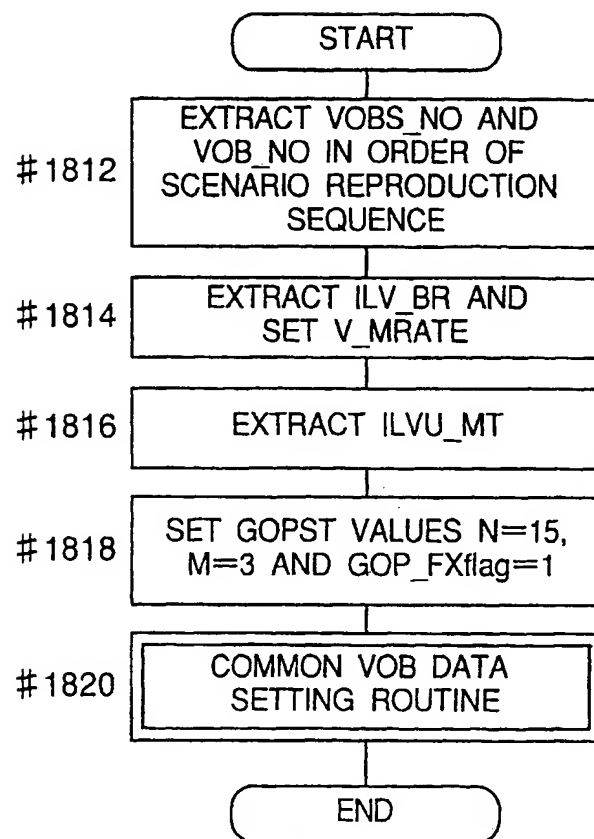 START
EXTRACT VOBS_NO AND
VOB_NO IN ORDER OF
SCENARIO REPRODUCTION
SEQUENCE
#1812
EXTRACT ILV_BR AND
SET V_MRATE
#1814
EXTRACT ILVU_MT
#1816
SET GOPST VALUES N=15,
M=3 AND GOP_FXflag=1
#1818
COMMON VOB DATA
SETTING ROUTINE
#1820
END